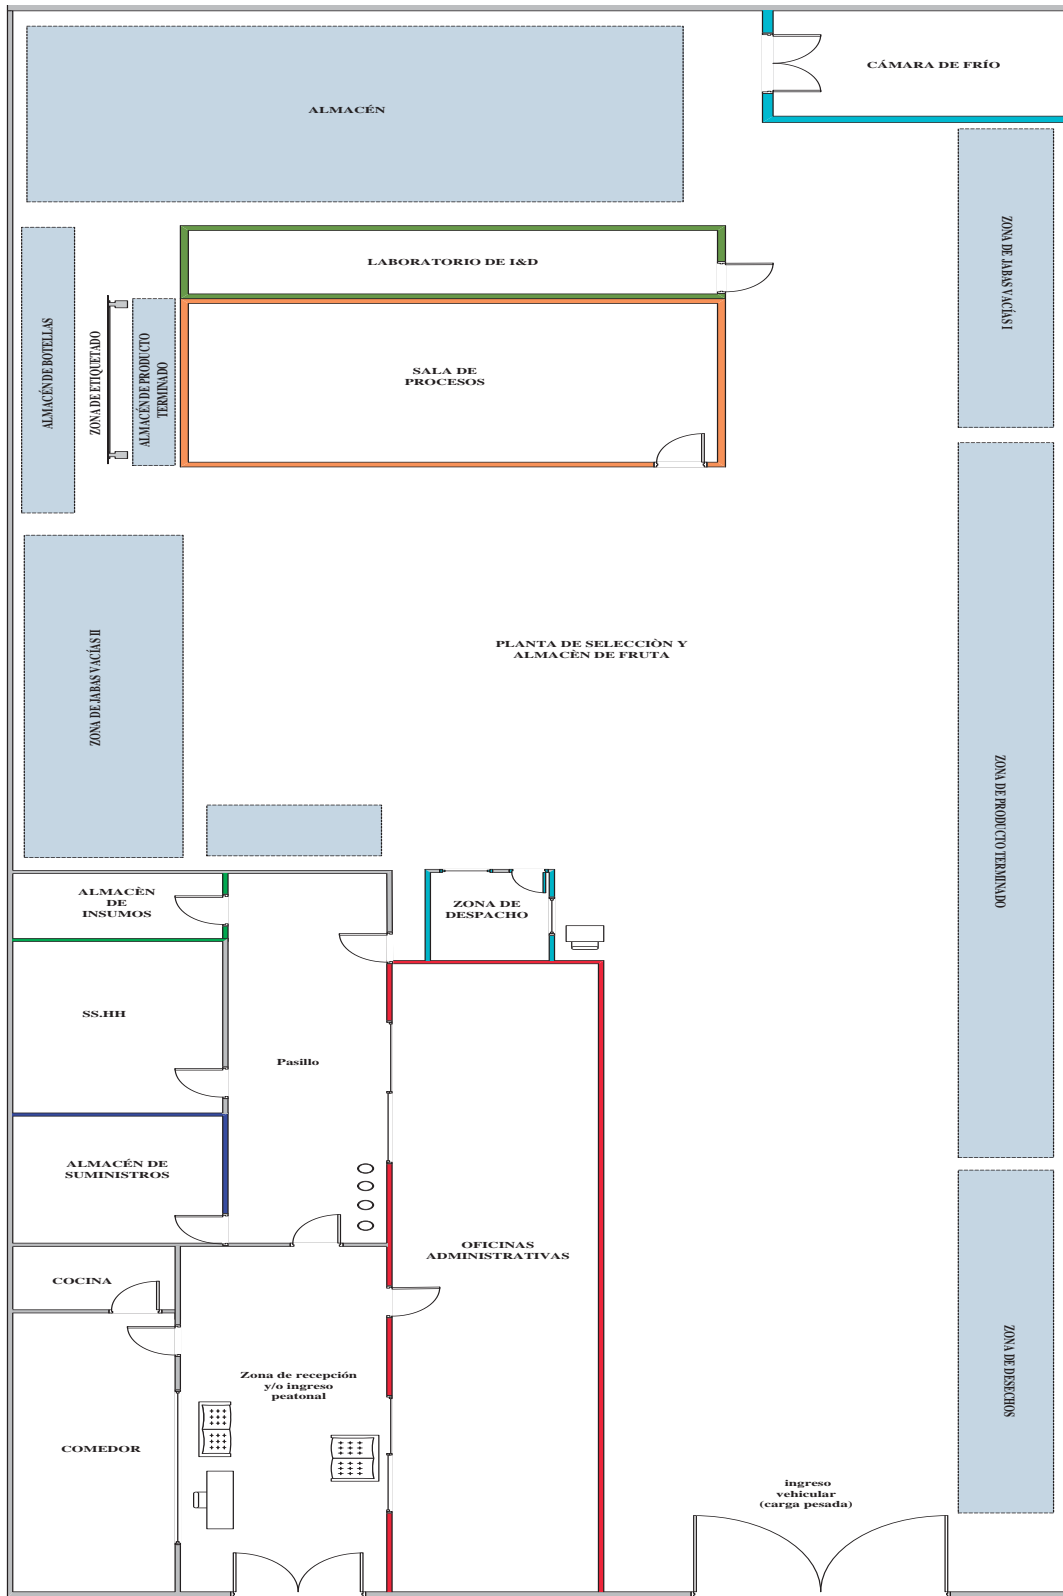 CÁMARA DE FRÍO
ALMACÉN
ZONA DE JABAS VACÍAS I
LABORATORIO DE I&D
ALMACÉN DE BOTELLAS
ZONA DE ETIQUETADO
ALMACÉN DE PRODUCTO
TERMINADO
SALA DE
PROCESOS
ZONA DE JABAS VACÍAS II
PLANTA DE SELECCIÒN Y
ALMACÈN DE FRUTA
ZONA DE PRODUCTO TERMINADO
ALMACÈN
DE
INSUMOS
ZONA DE
DESPACHO
SS.HH
Pasillo
ALMACÉN DE
SUMINISTROS
OFICINAS
ADMINISTRATIVAS
COCINA
Zona de recepción
y/o ingreso
peatonal
ZONA DE DESECHOS
COMEDOR
ingreso
vehicular
(carga pesada)